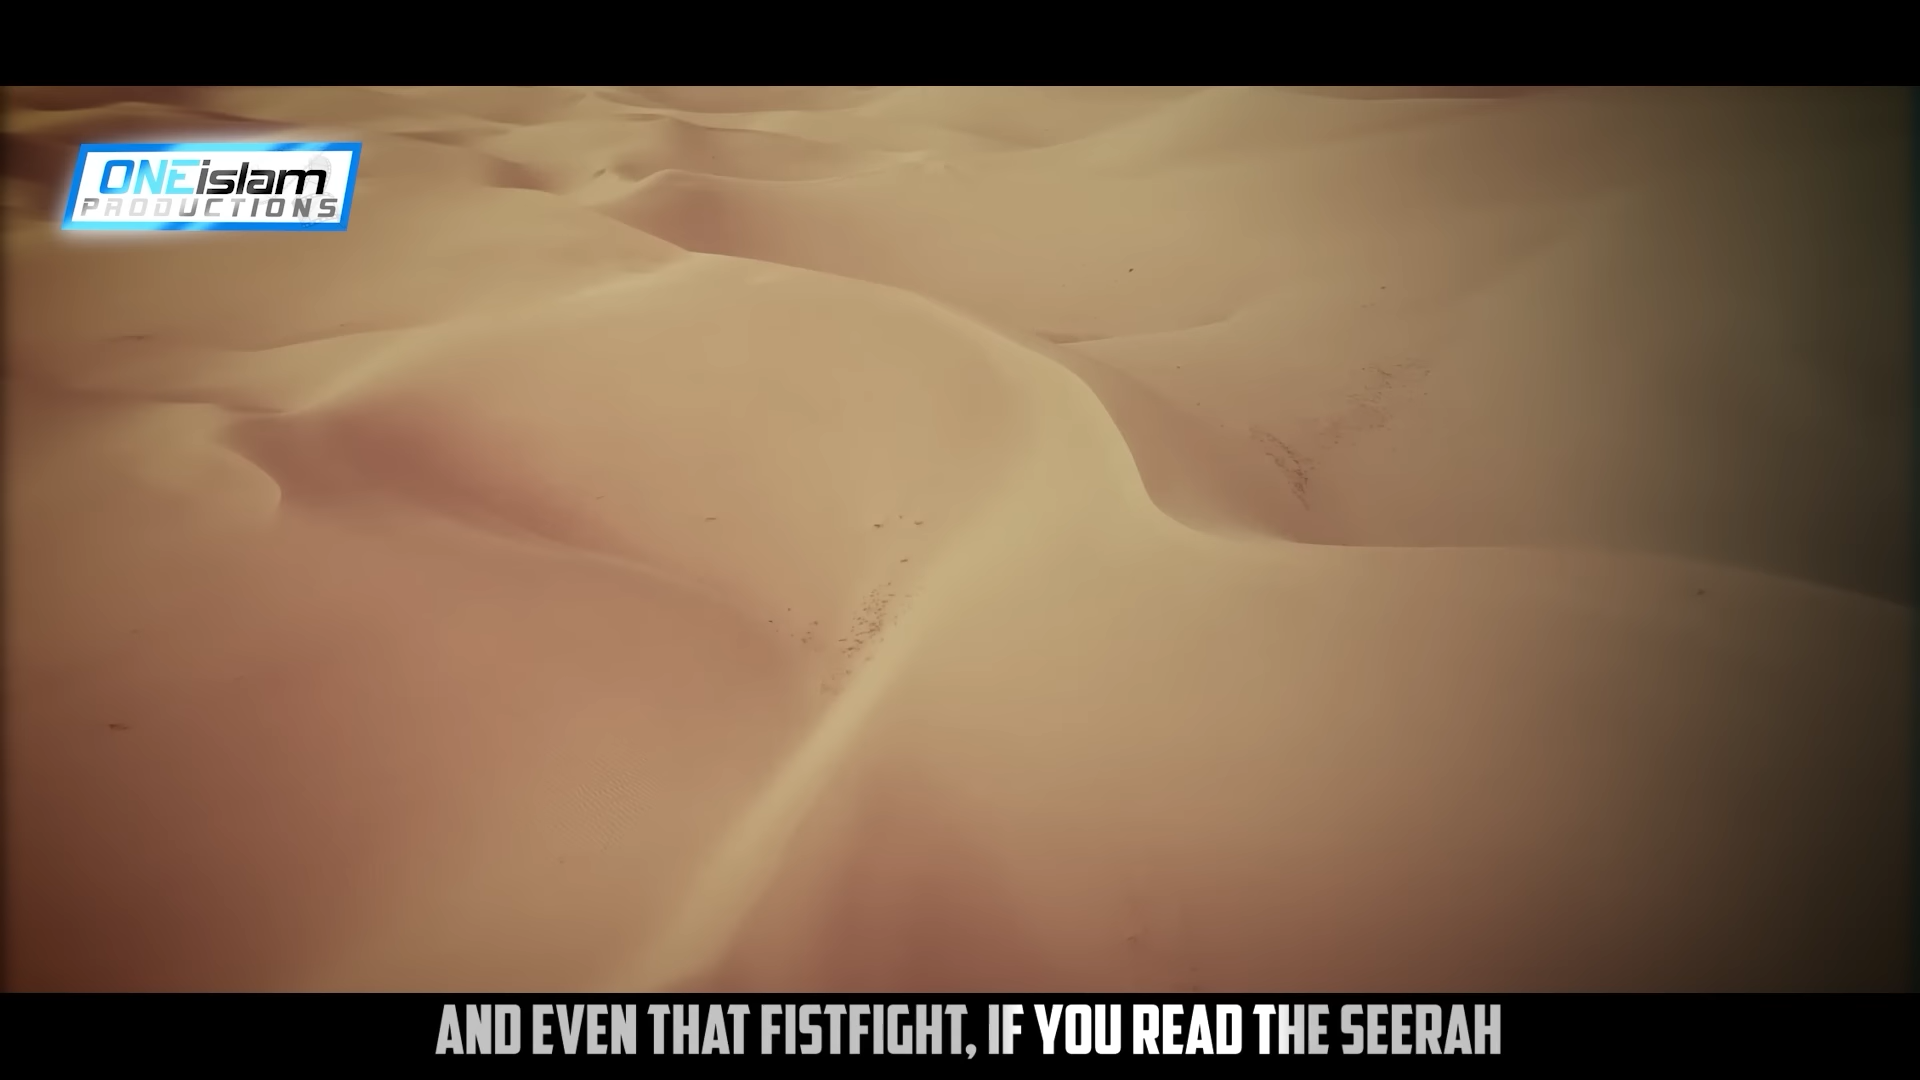 ONEislam
PRODUCTIONS
AND EVEN THAT FISTFIGHT, IF YOU READ THE SEERAH